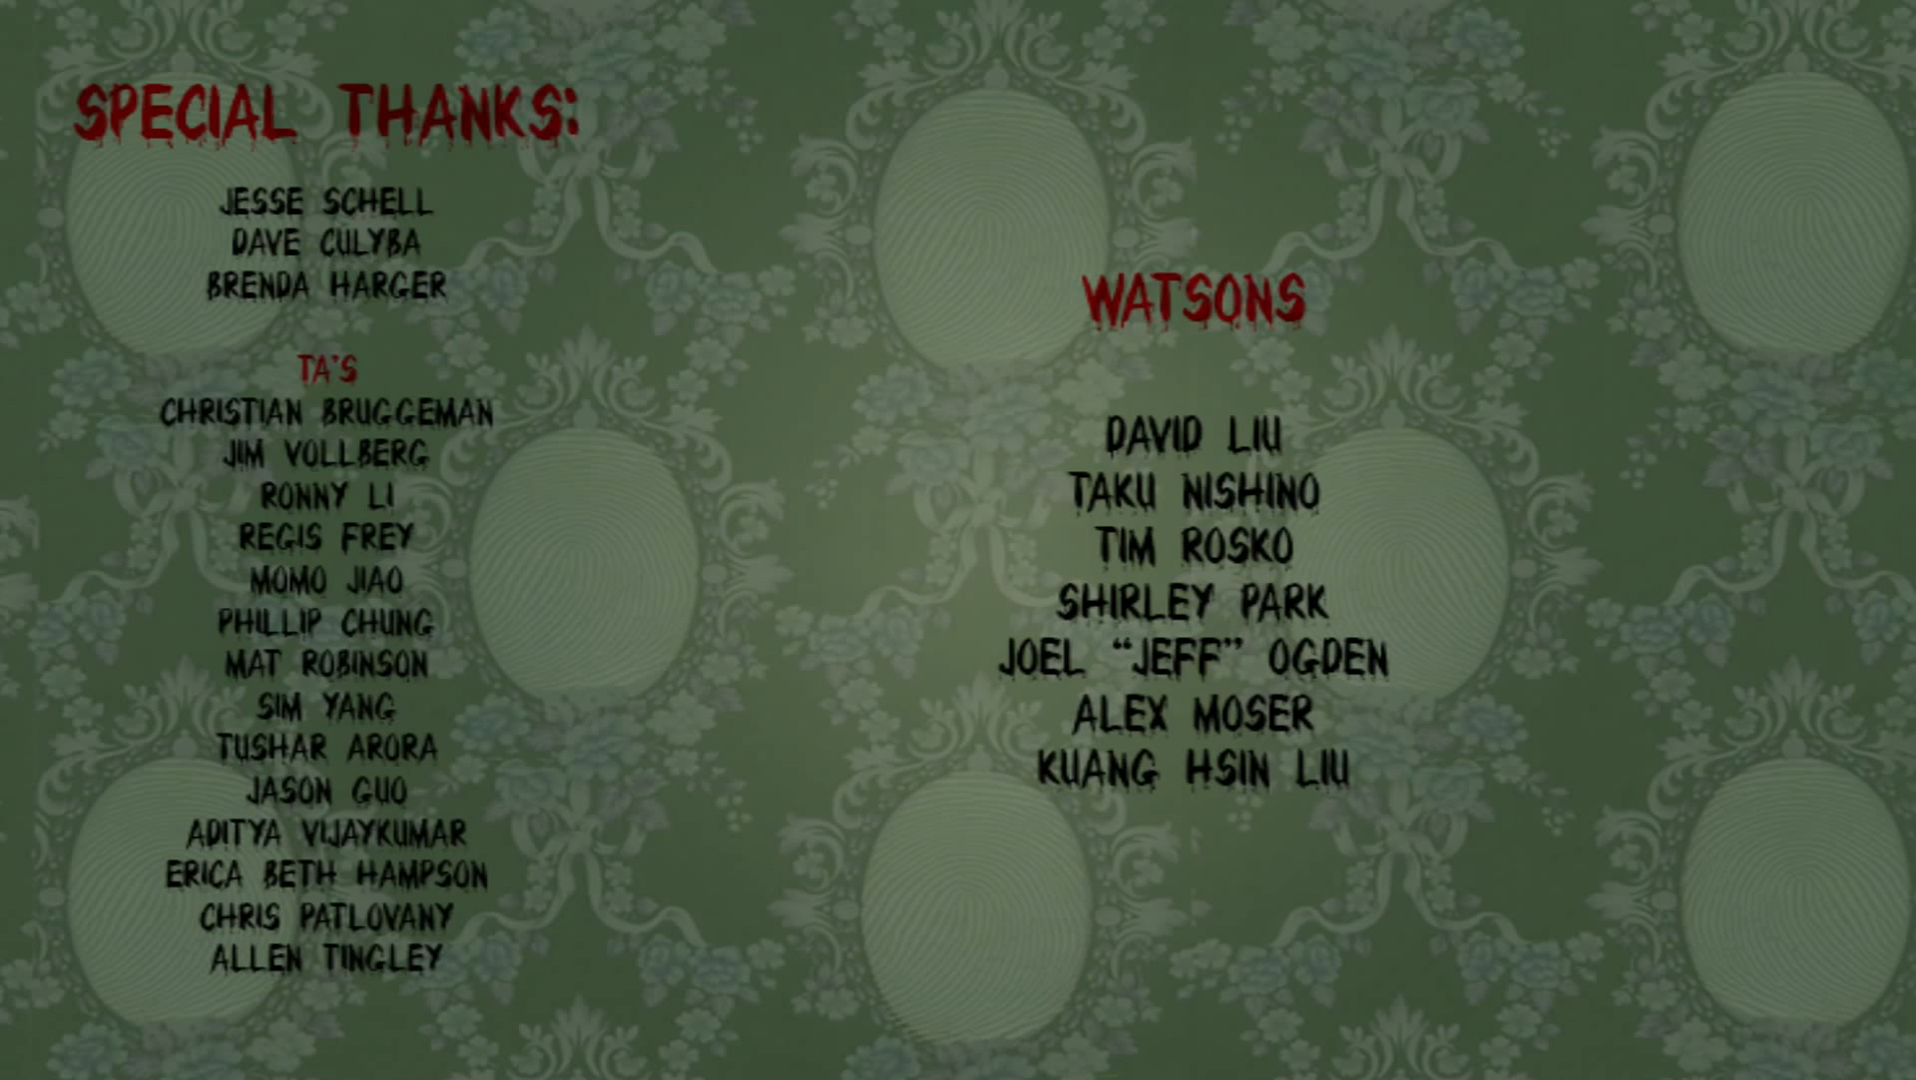 SPECIAL THANKS:
JESSE SCHELL
DAVE CULYBA
BRENDA HARGER
TA'S
CHRISTIAN BRUGGEMAN
JIM VOLLBERG
RONNY LI
REGIS FREY
MOMO JIAO
PHILLIP CHUNG
MAT ROBINSON
SIM YANG
TUSHAR ARORA
JASON GUO
ADITYA VIJAYKUMAR
ERICA BETH HAMPSON
CHRIS PATLOVANY
ALLEN TINGLEY
WATSONS
DAVID LIU
TAKU NISHINO
TIM ROSKO
SHIRLEY PARK
JOEL “JEFF” OGDEN
ALEX MOSER
KUANG HSIN LIU